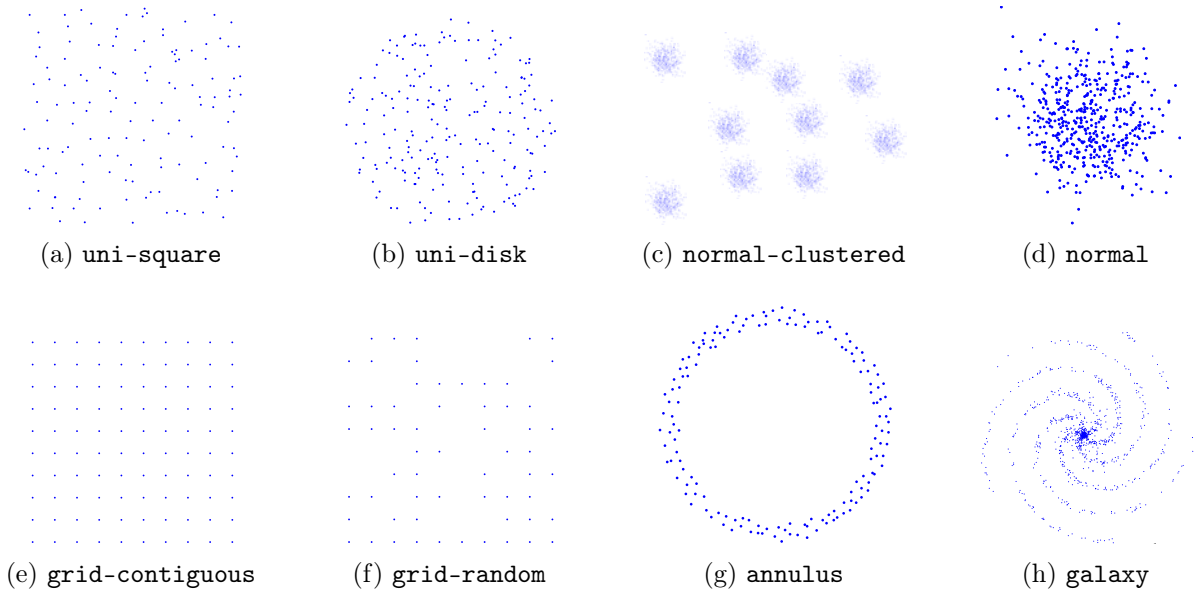 (a) uni-square
(b) uni-disk
(c) normal-clustered
(d) normal
(e) grid-contiguous
(f) grid-random
(g) annulus
(h) galaxy